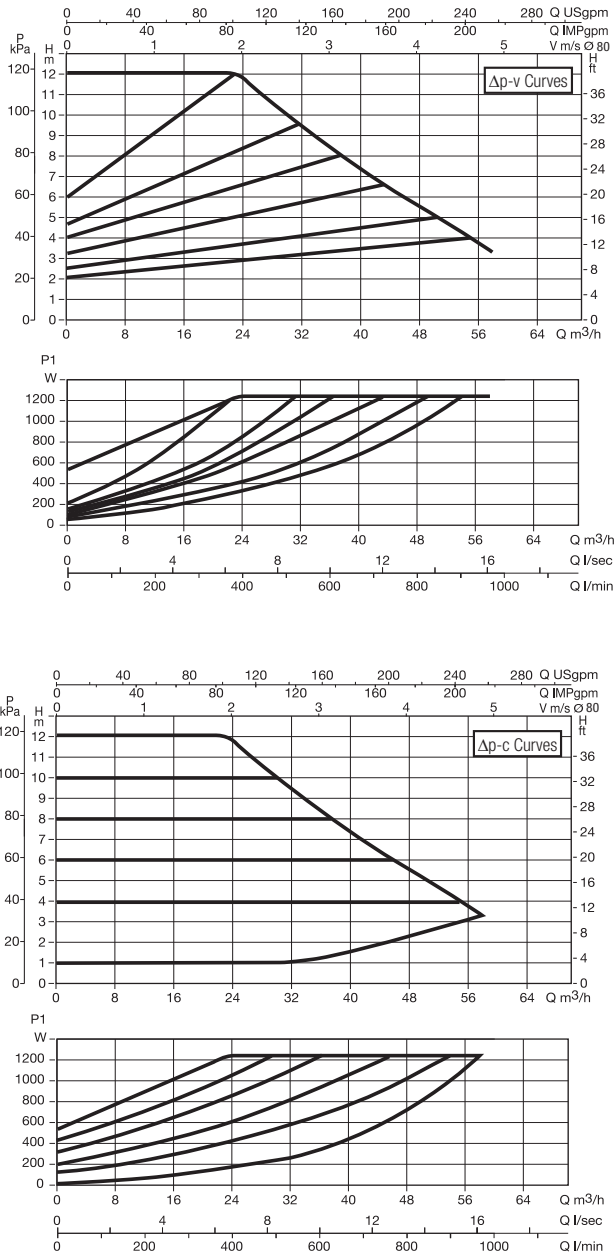 0 40 80 120 160 200 240 280 Q USgpm
0 40 80 120 160 200 Q IMPgpm
0 1 2 3 4 5 V m/s Ø 80
P
kPa
H
m
H
ft
Δp-v Curves
120
100
80
60
40
20
0
12
11
10
9
8
7
6
5
4
3
2
1
0
36
32
28
24
20
16
12
8
4
0
0 8 16 24 32 40 48 56 64 Q m³/h
P1
W
1200
1000
800
600
400
200
0
0 8 16 24 32 40 48 56 64 Q m³/h
0 4 8 12 16 Q l/sec
0 200 400 600 800 1000 Q l/min
0 40 80 120 160 200 240 280 Q USgpm
0 40 80 120 160 200 Q IMPgpm
0 1 2 3 4 5 V m/s Ø 80
P
kPa
H
m
H
ft
Δp-c Curves
120
100
80
60
40
20
0
12
11
10
9
8
7
6
5
4
3
2
1
0
36
32
28
24
20
16
12
8
4
0
0 8 16 24 32 40 48 56 64 Q m³/h
P1
W
1200
1000
800
600
400
200
0
0 8 16 24 32 40 48 56 64 Q m³/h
0 4 8 12 16 Q l/sec
0 200 400 600 800 1000 Q l/min